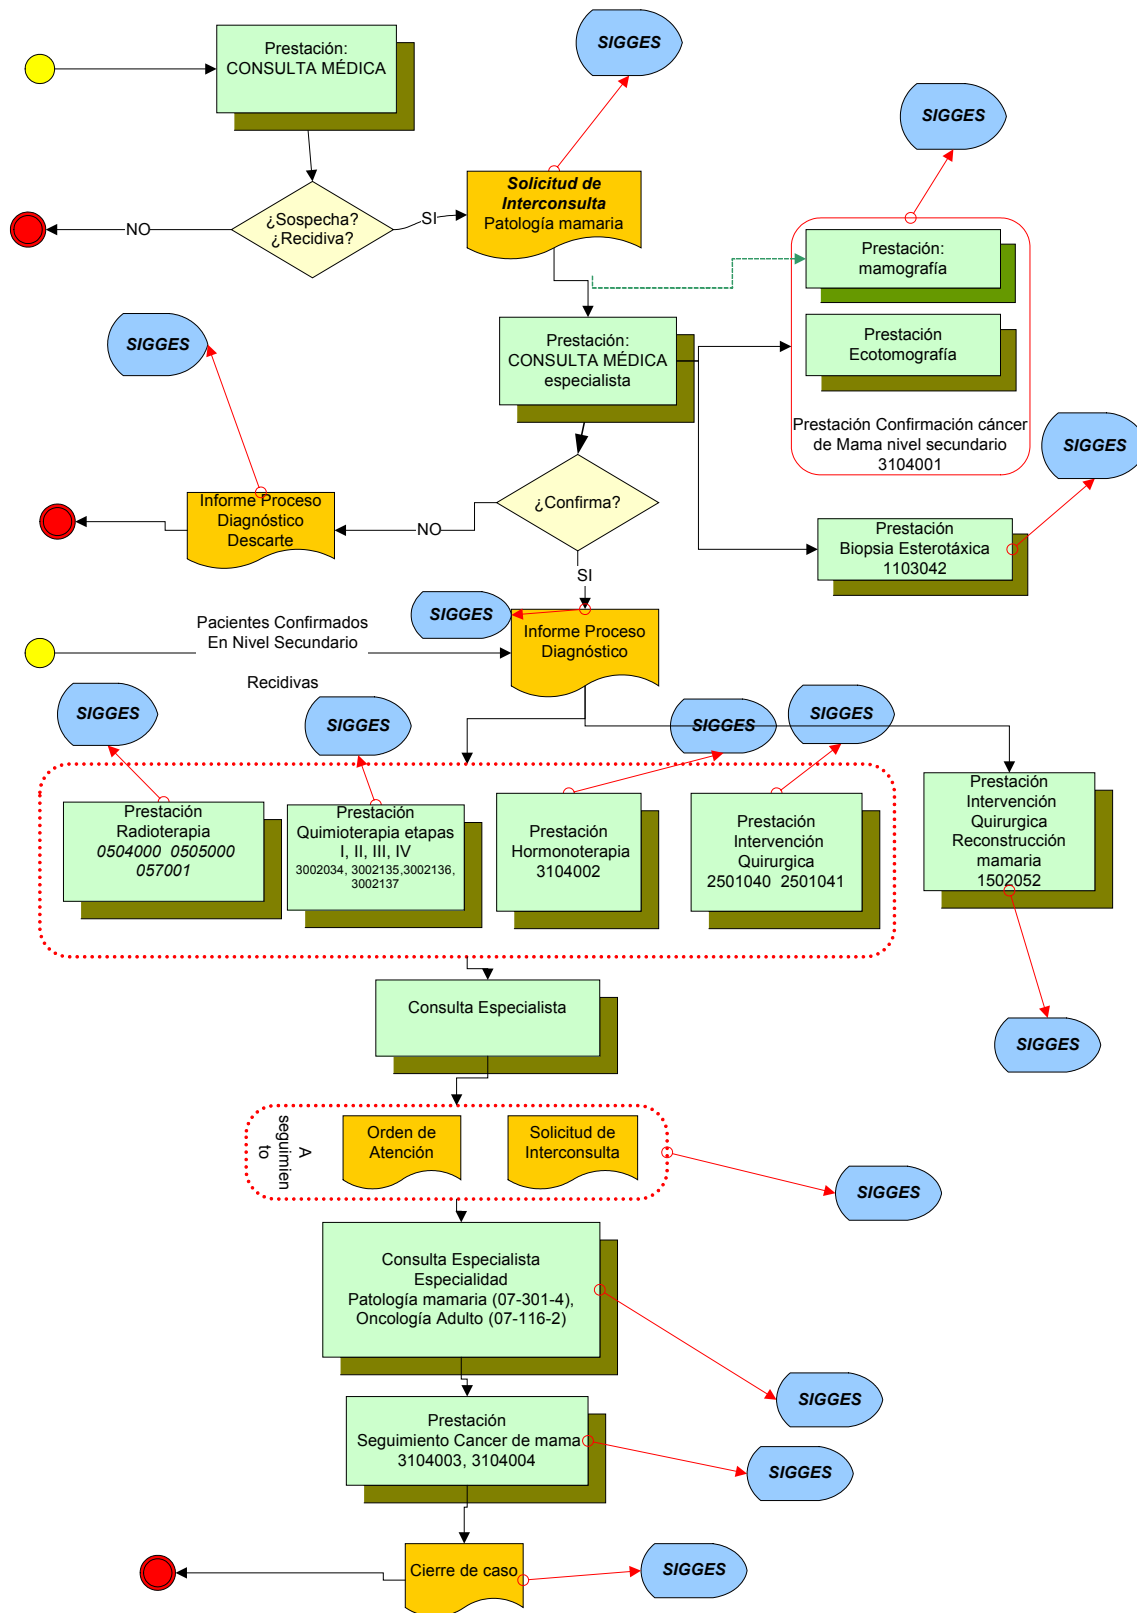 Prestación:
CONSULTA MÉDICA
SIGGES
SIGGES
¿Sospecha?
¿Recidiva?
NO
SI
Solicitud de
Interconsulta
Patología mamaria
Prestación:
mamografía
Prestación
Ecotomografía
Prestación Confirmación cáncer
de Mama nivel secundario
3104001
SIGGES
Prestación:
CONSULTA MÉDICA
especialista
SIGGES
¿Confirma?
NO
SI
Informe Proceso
Diagnóstico
Descarte
Prestación
Biopsia Esterotáxica
1103042
SIGGES
Pacientes Confirmados
En Nivel Secundario
Informe Proceso
Diagnóstico
Recidivas
SIGGES
SIGGES
SIGGES
SIGGES
Prestación
Radioterapia
0504000 0505000
057001
Prestación
Quimioterapia etapas
I, II, III, IV
3002034, 3002135,3002136,
3002137
Prestación
Hormonoterapia
3104002
Prestación
Intervención
Quirurgica
2501040 2501041
Prestación
Intervención
Quirurgica
Reconstrucción
mamaria
1502052
Consulta Especialista
SIGGES
A
seguimien
to
Orden de
Atención
Solicitud de
Interconsulta
SIGGES
Consulta Especialista
Especialidad
Patología mamaria (07-301-4),
Oncología Adulto (07-116-2)
SIGGES
Prestación
Seguimiento Cancer de mama
3104003, 3104004
SIGGES
Cierre de caso
SIGGES